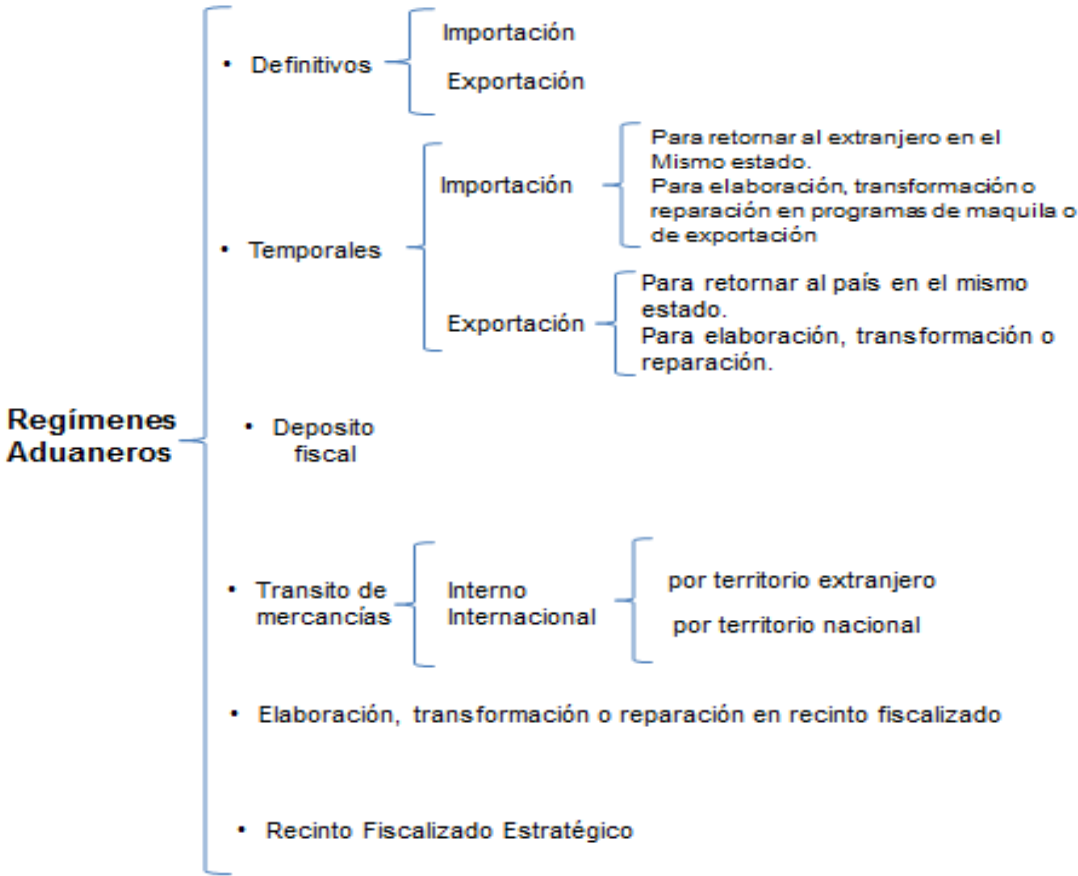 Regímenes
Aduaneros
• Definitivos
Importación
Exportación
• Temporales
Importación
Para retornar al extranjero en el
Mismo estado.
Para elaboración, transformación o
reparación en programas de maquila o
de exportación
Exportación
Para retornar al país en el mismo
estado.
Para elaboración, transformación o
reparación.
• Deposito
fiscal
• Transito de
mercancías
Interno
Internacional
por territorio extranjero
por territorio nacional
• Elaboración, transformación o reparación en recinto fiscalizado
• Recinto Fiscalizado Estratégico